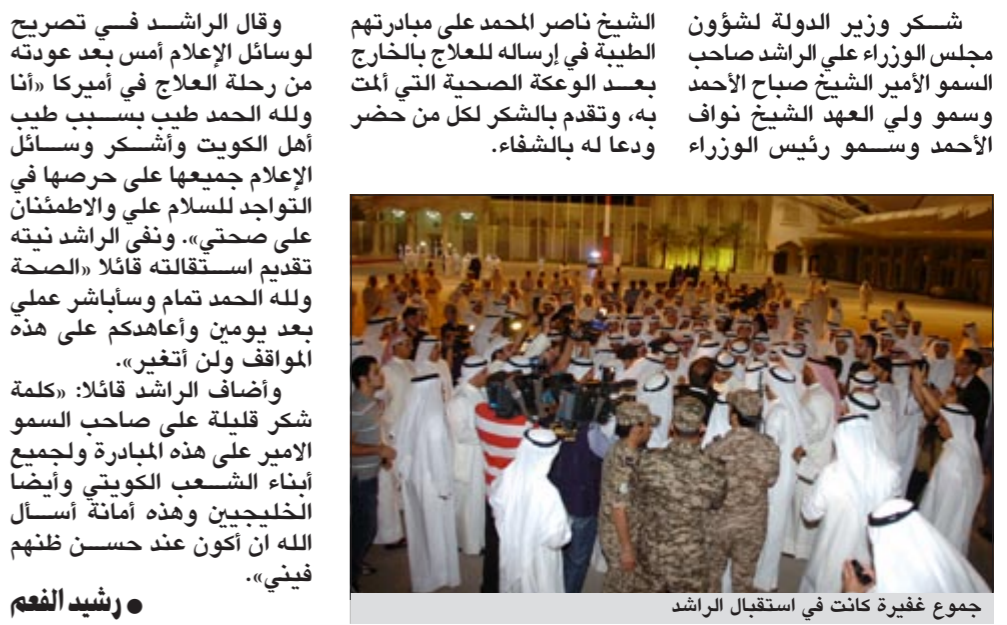 شكر وزير الدولة لشؤون
مجلس الوزراء علي الراشد صاحب
السمو الأمير الشيخ صباح الأحمد
وسمو ولي العهد الشيخ نواف
الأحمد وسمو رئيس الوزراء
الشيخ ناصر المحمد على مبادرتهم
الطيبة في إرساله للعلاج بالخارج
بعد الوعكة الصحية التي ألمت
به، وتقدم بالشكر لكل من حضر
ودعا له بالشفاء.
وقال الراشد في تصريح
لوسائل الإعلام أمس بعد عودته
من رحلة العلاج في أميركا «أنا
ولله الحمد طيب بسبب طيب
أهل الكويت وأشكر وسائل
الإعلام جميعها على حرصها في
التواجد للسلام علي والاطمئنان
على صحتي». ونفى الراشد نيته
تقديم استقالته قائلا «الصحة
ولله الحمد تمام وسأباشر عملي
بعد يومين وأعاهدكم على هذه
المواقف ولن أتغير».
وأضاف الراشد قائلا: «كلمة
شكر قليلة على صاحب السمو
الامير على هذه المبادرة ولجميع
أبناء الشعب الكويتي وأيضا
الخليجيين وهذه أمانة أسأل
الله ان أكون عند حسن ظنهم
فيني».
● رشيد الفعم
جموع غفيرة كانت في استقبال الراشد